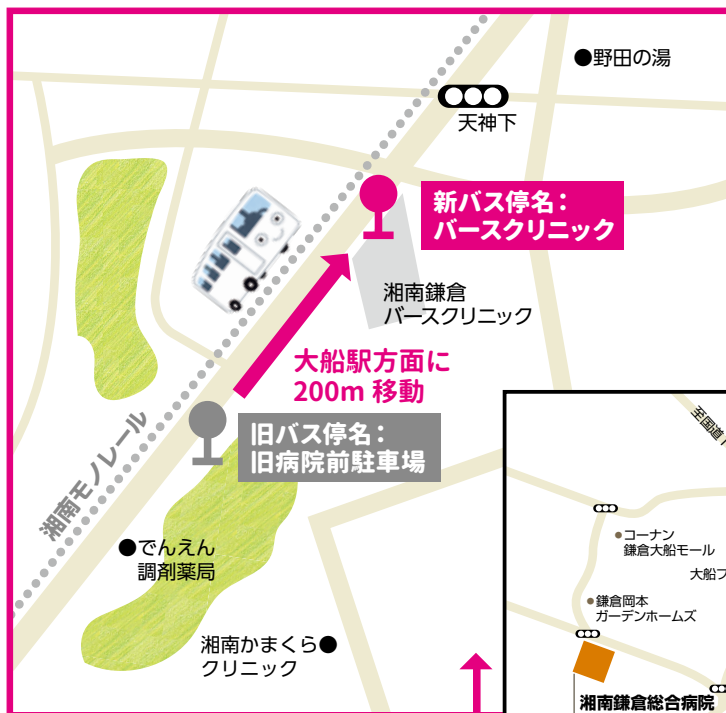 ●野田の湯
天神下
新バス停名：
バースクリニック
湘南鎌倉
バースクリニック
大船駅方面に
200m 移動
旧バス停名：
旧病院前駐車場
湘南モノレール
●でんえん
調剤薬局
湘南かまくら●
クリニック
至国道
コーナン
鎌倉大船モール
大船フ
鎌倉岡本
ガーデンホームズ
湘南鎌倉総合病院